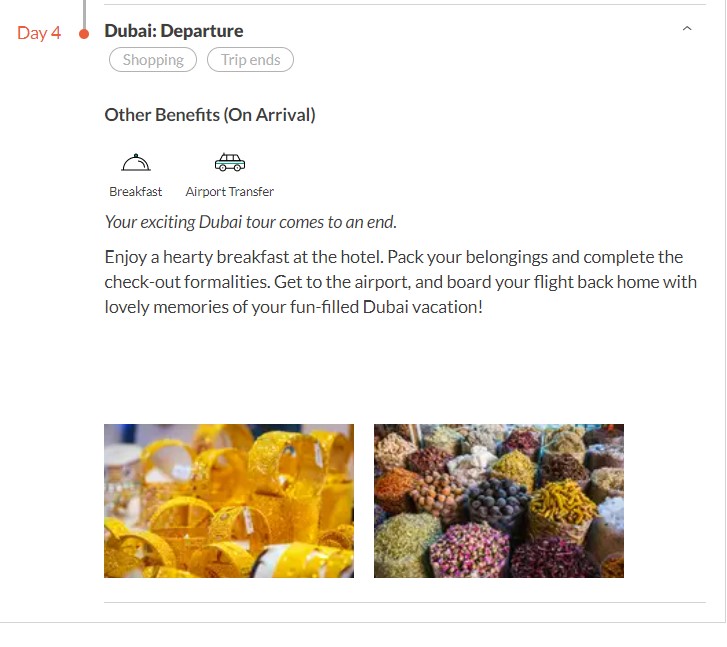 Day 4
Dubai: Departure
Shopping
Trip ends
Other Benefits (On Arrival)
Breakfast
Airport Transfer
Your exciting Dubai tour comes to an end.
Enjoy a hearty breakfast at the hotel. Pack your belongings and complete the
check-out formalities. Get to the airport, and board your flight back home with
lovely memories of your fun-filled Dubai vacation!